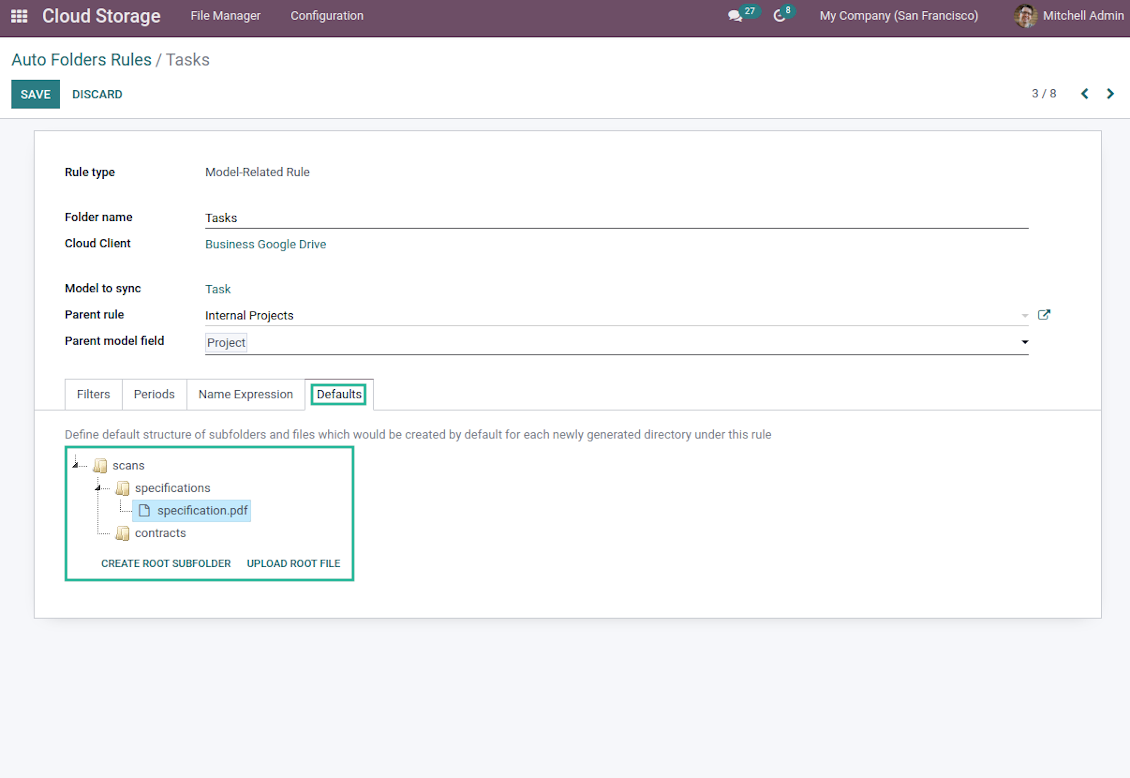 Cloud Storage File Manager Configuration 27 8 My Company (San Francisco) Mitchell Admin
Auto Folders Rules / Tasks
SAVE DISCARD 3 / 8
Rule type Model-Related Rule
Folder name Tasks
Cloud Client Business Google Drive
Model to sync Task
Parent rule Internal Projects
Parent model field Project
Filters Periods Name Expression Defaults
Define default structure of subfolders and files which would be created by default for each newly generated directory under this rule
scans
specifications
specification.pdf
contracts
CREATE ROOT SUBFOLDER UPLOAD ROOT FILE